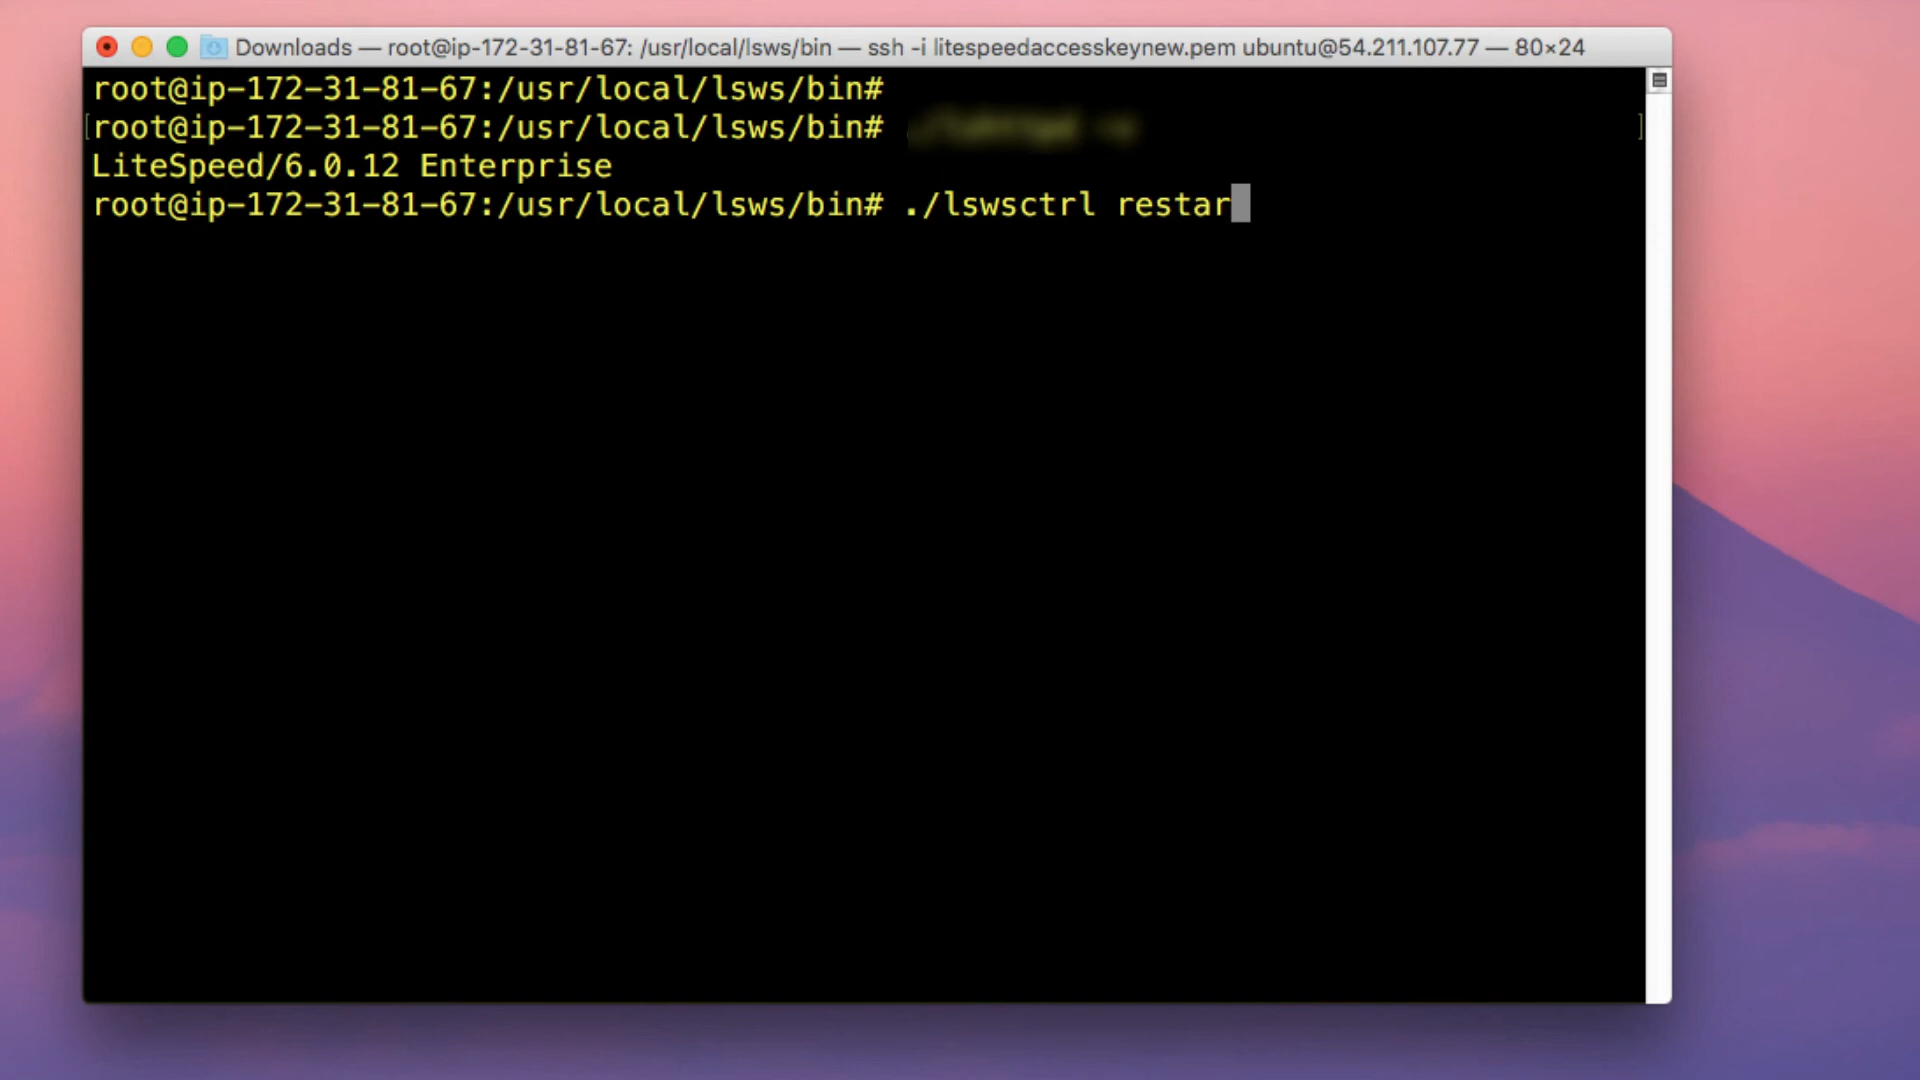 Downloads — root@ip-172-31-81-67: /usr/local/lsws/bin — ssh -i litespeedaccesskeynew.pem ubuntu@54.211.107.77 — 80×24
root@ip-172-31-81-67:/usr/local/lsws/bin#
[root@ip-172-31-81-67:/usr/local/lsws/bin# ]
LiteSpeed/6.0.12 Enterprise
root@ip-172-31-81-67:/usr/local/lsws/bin# ./lswsctrl restar